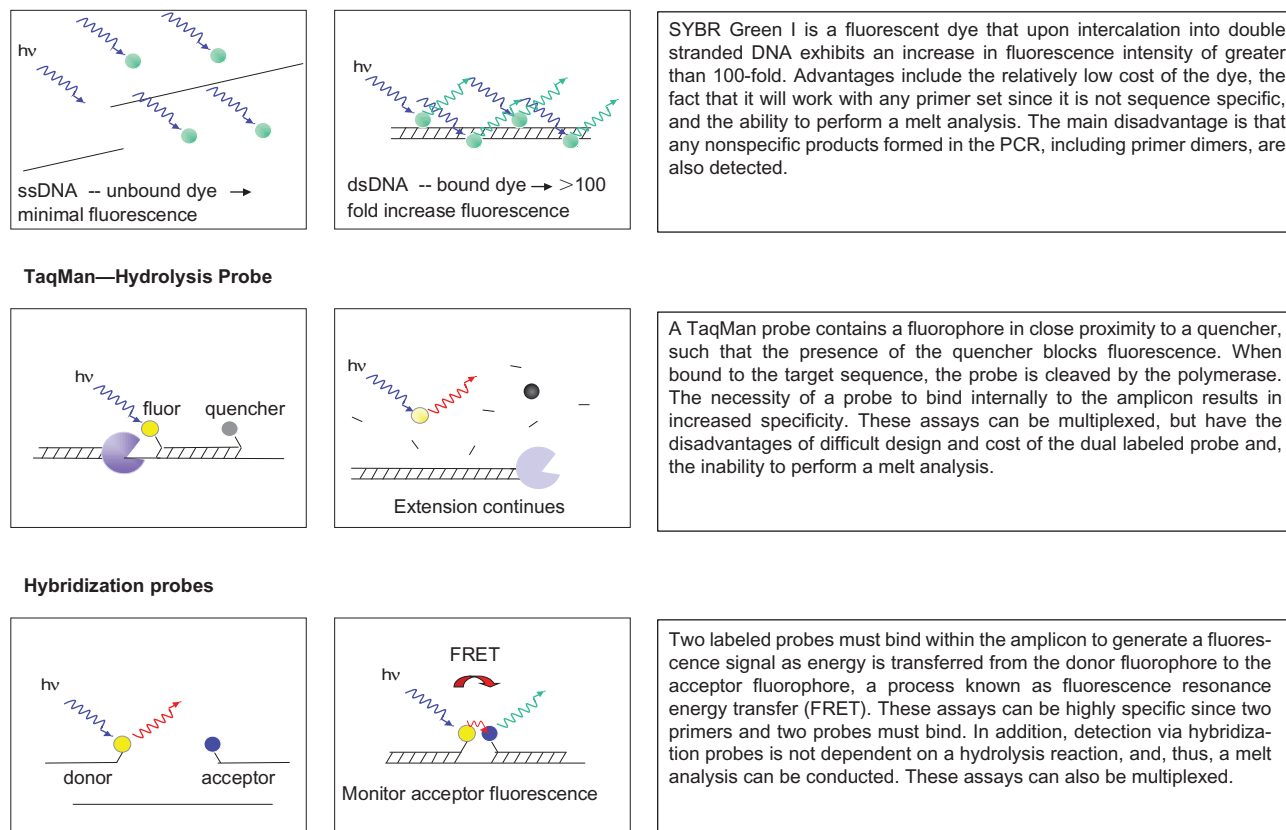 hν
ssDNA -- unbound dye →
minimal fluorescence
hν
dsDNA -- bound dye → >100
fold increase fluorescence
SYBR Green I is a fluorescent dye that upon intercalation into double
stranded DNA exhibits an increase in fluorescence intensity of greater
than 100-fold. Advantages include the relatively low cost of the dye, the
fact that it will work with any primer set since it is not sequence specific,
and the ability to perform a melt analysis. The main disadvantage is that
any nonspecific products formed in the PCR, including primer dimers, are
also detected.
TaqMan—Hydrolysis Probe
hν
fluor quencher
hν
Extension continues
A TaqMan probe contains a fluorophore in close proximity to a quencher,
such that the presence of the quencher blocks fluorescence. When
bound to the target sequence, the probe is cleaved by the polymerase.
The necessity of a probe to bind internally to the amplicon results in
increased specificity. These assays can be multiplexed, but have the
disadvantages of difficult design and cost of the dual labeled probe and,
the inability to perform a melt analysis.
Hybridization probes
hν
donor acceptor
FRET
hν
Monitor acceptor fluorescence
Two labeled probes must bind within the amplicon to generate a fluores-
cence signal as energy is transferred from the donor fluorophore to the
acceptor fluorophore, a process known as fluorescence resonance
energy transfer (FRET). These assays can be highly specific since two
primers and two probes must bind. In addition, detection via hybridiza-
tion probes is not dependent on a hydrolysis reaction, and, thus, a melt
analysis can be conducted. These assays can also be multiplexed.